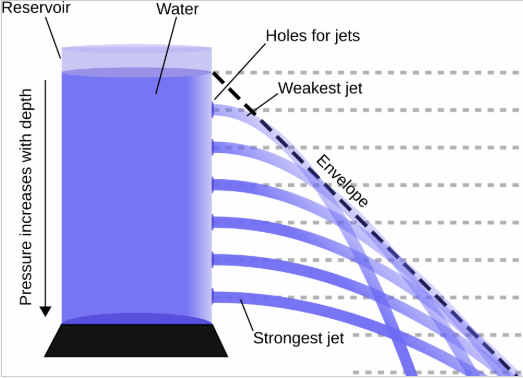 Reservoir
Water
Holes for jets
Weakest jet
Envelope
Pressure increases with depth
Strongest jet